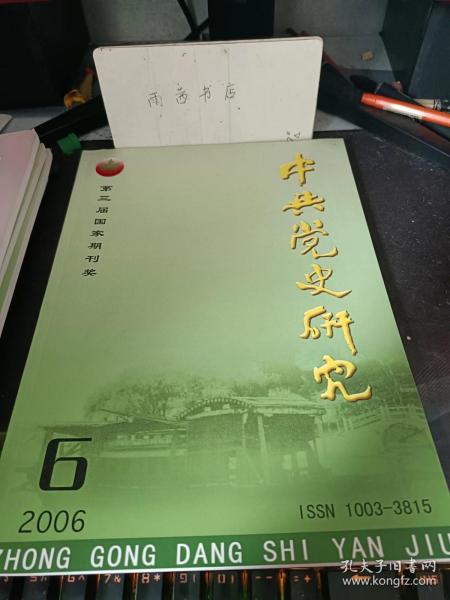 雨茜书店
第三届国家期刊奖
中共党史研究
6
2006
ISSN 1003-3815
ZHONG GONG DANG SHI YAN JIU
孔夫子旧书网
www.kongfz.com